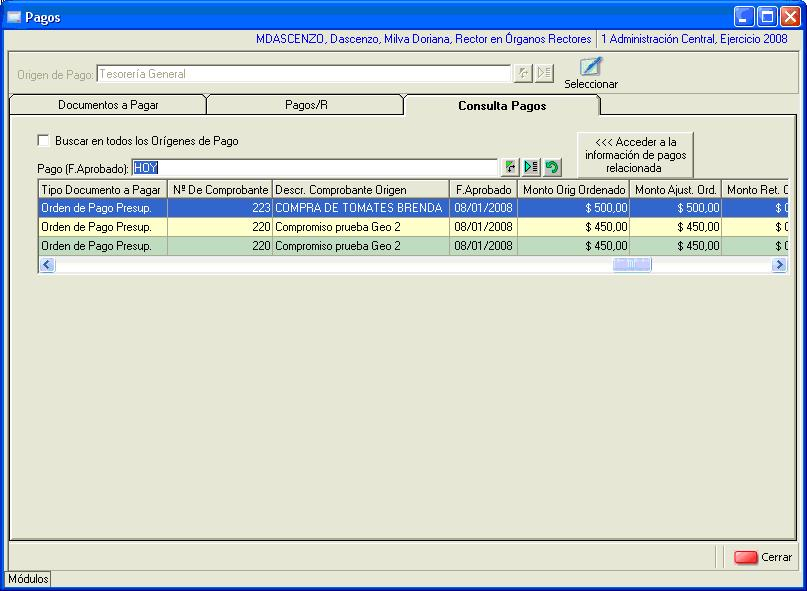 Pagos
MDASCENZO, Dascenzo, Milva Doriana, Rector en Órganos Rectores 1 Administración Central, Ejercicio 2008
Origen de Pago: Tesorería General
Seleccionar
Documentos a Pagar Pagos/R Consulta Pagos
Buscar en todos los Orígenes de Pago
<<< Acceder a la
información de pagos
relacionada
Pago (F.Aprobado): HOY
Tipo Documento a Pagar Nº De Comprobante Descr. Comprobante Origen F.Aprobado Monto Orig Ordenado Monto Ajust. Ord. Monto Ret. O
Orden de Pago Presup. 223 COMPRA DE TOMATES BRENDA 08/01/2008 $ 500,00 $ 500,00 $ 0
Orden de Pago Presup. 220 Compromiso prueba Geo 2 08/01/2008 $ 450,00 $ 450,00 $ 0
Orden de Pago Presup. 220 Compromiso prueba Geo 2 08/01/2008 $ 450,00 $ 450,00 $ 0
Cerrar
Módulos